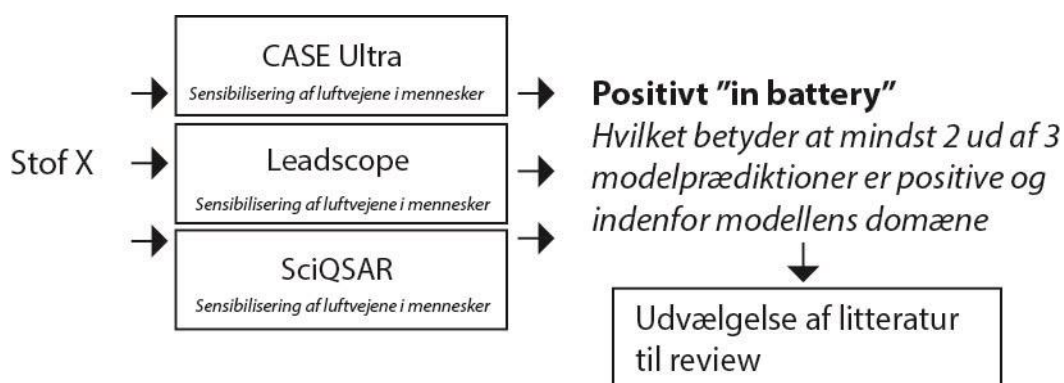 Stof X
CASE Ultra
Sensibilisering af luftvejene i mennesker
Leadscope
Sensibilisering af luftvejene i mennesker
SciQSAR
Sensibilisering af luftvejene i mennesker
Positivt ”in battery”
Hvilket betyder at mindst 2 ud af 3
modelprædiktioner er positive og
indenfor modellens domæne
Udvælgelse af litteratur
til review